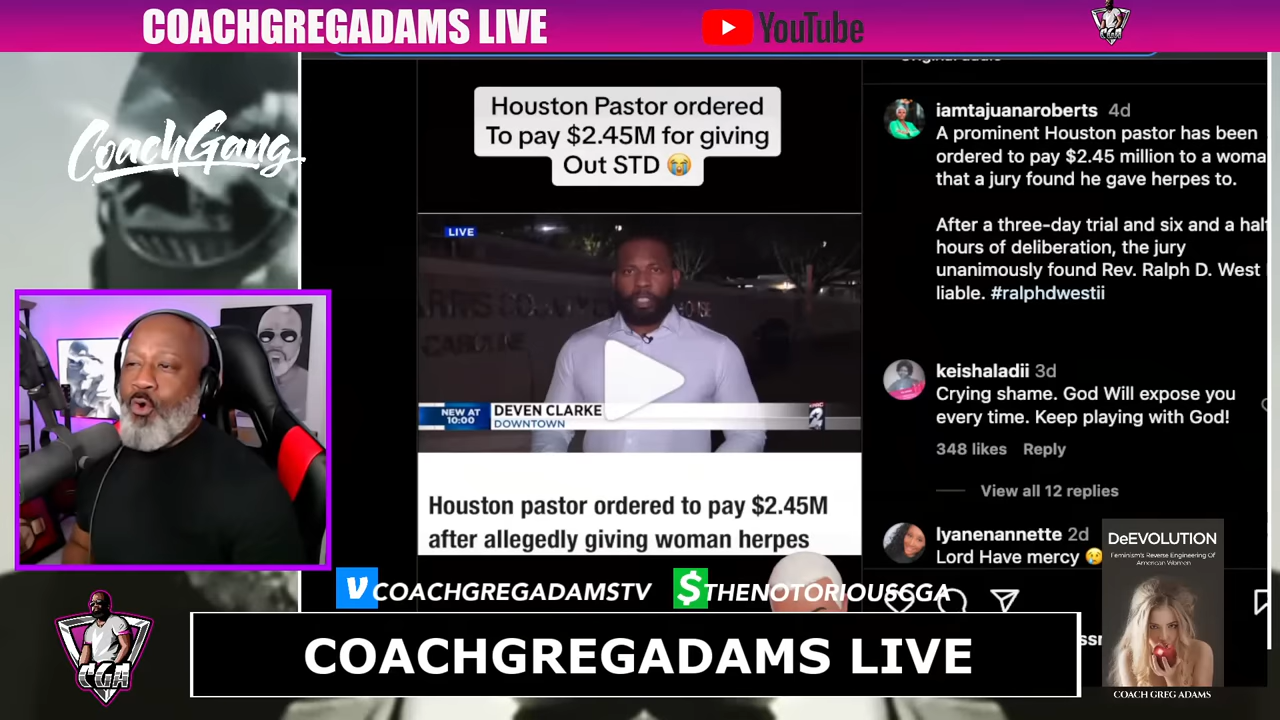 COACHGREGADAMS LIVE
YouTube
CGA
CoachGang
Houston Pastor ordered
To pay $2.45M for giving
Out STD 😭
LIVE
NEW AT
10:00
DEVEN CLARKE
DOWNTOWN
2
Houston pastor ordered to pay $2.45M
after allegedly giving woman herpes
Original audio
iamtajuanaroberts 4d
A prominent Houston pastor has been
ordered to pay $2.45 million to a woma
that a jury found he gave herpes to.
After a three-day trial and six and a half
hours of deliberation, the jury
unanimously found Rev. Ralph D. West
liable. #ralphdwestii
keishaladii 3d
Crying shame. God Will expose you
every time. Keep playing with God!
348 likes Reply
View all 12 replies
lyanenannette 2d
Lord Have mercy 😢
DeEVOLUTION
Feminism's Reverse Engineering Of
American Women
COACH GREG ADAMS
COACHGREGADAMSTV
$THENOTORIOUSCGA
CGA
COACHGREGADAMS LIVE